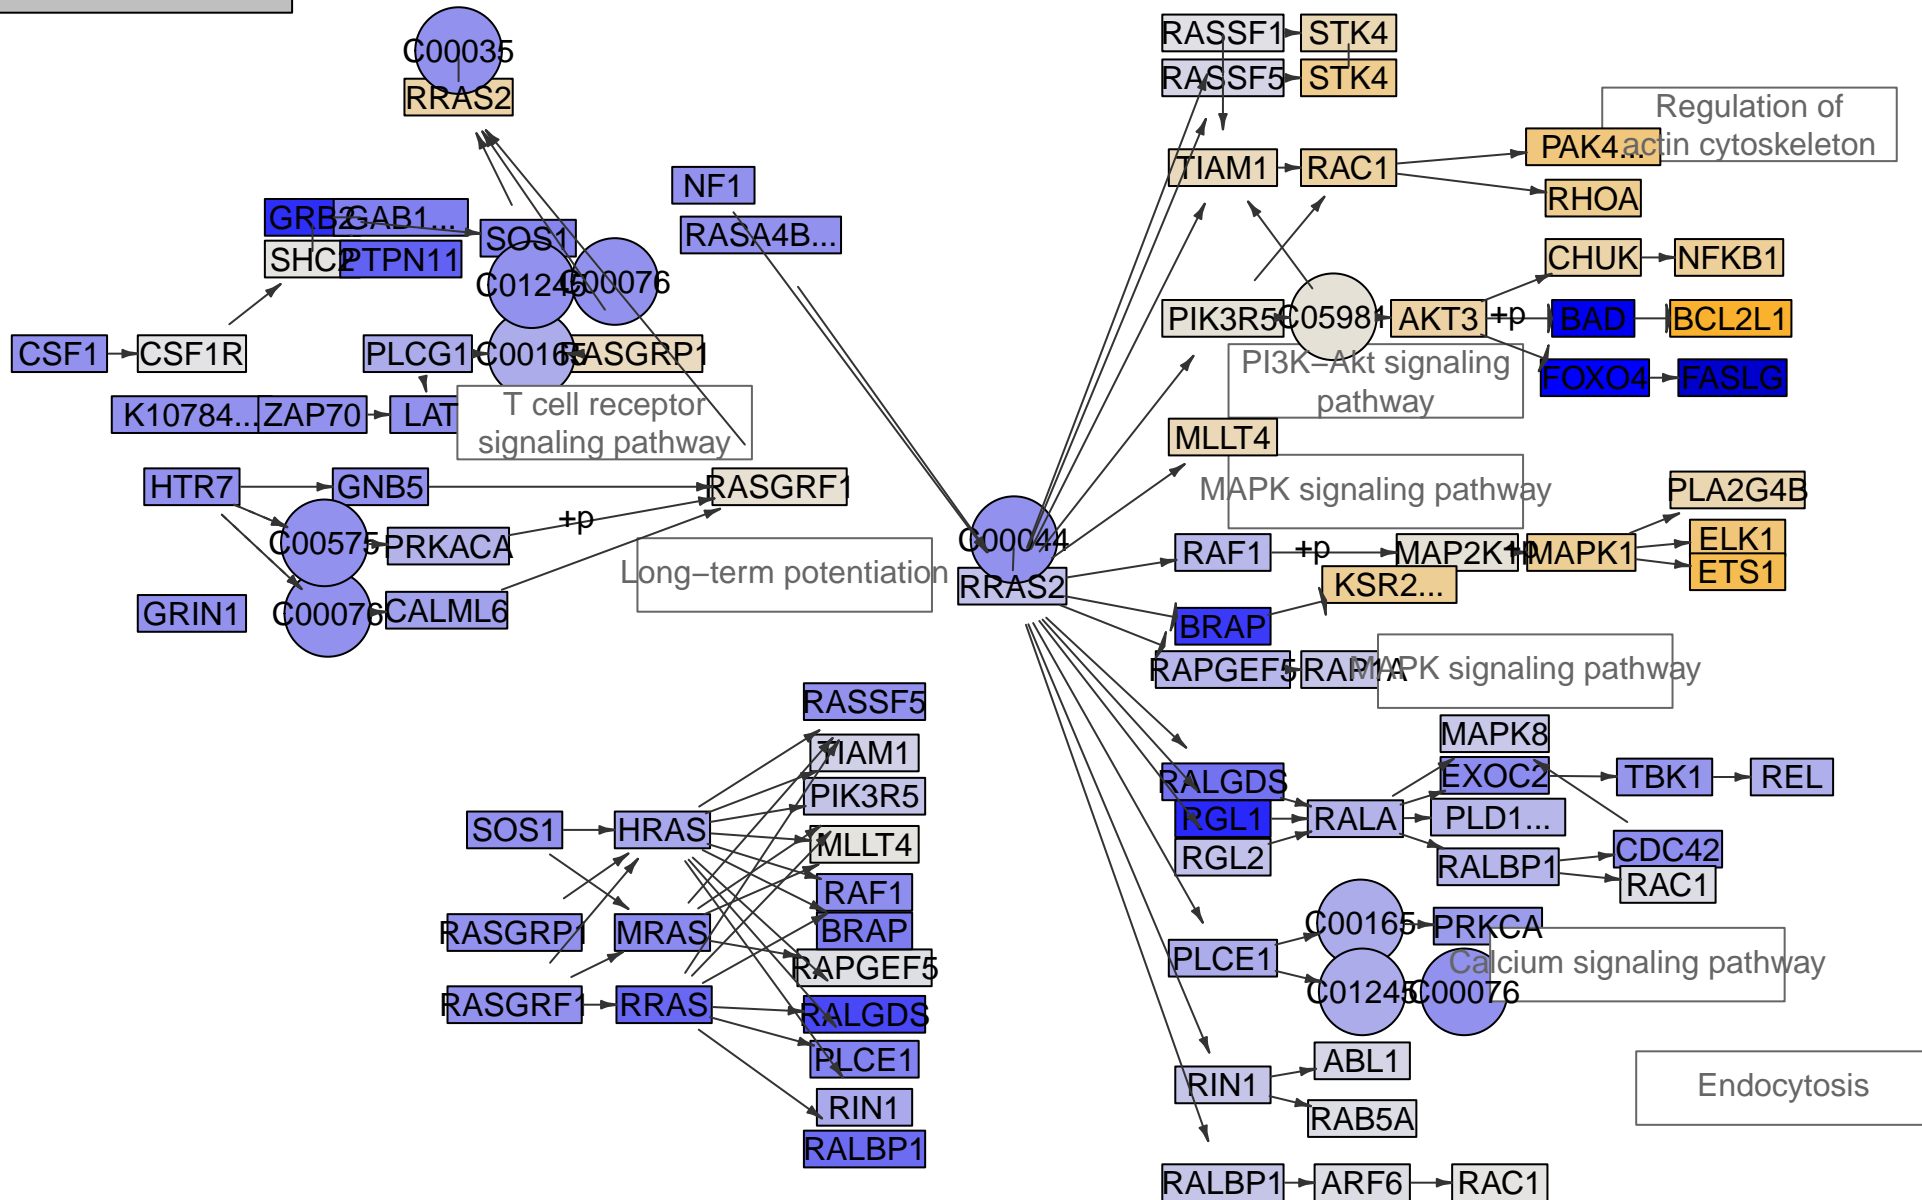 C00035
RRAS2
RASSF1
STK4
RASSF5
STK4
Regulation of
actin cytoskeleton
PAK4...
TIAM1
RAC1
RHOA
NF1
RASA4B...
GRB2
GAB1...
SOS1
SHC2
PTPN11
C01245
C00076
CHUK
NFKB1
PIK3R5
C05981
AKT3
+p
BAD
BCL2L1
CSF1
CSF1R
PLCG1
C00165
RASGRP1
PI3K–Akt signaling
pathway
FOXO4
FASLG
K10784...
ZAP70
LAT
T cell receptor
signaling pathway
MLLT4
HTR7
GNB5
RASGRF1
MAPK signaling pathway
PLA2G4B
+p
C00575
PRKACA
C00044
RAF1
+p
MAP2K1
+p
MAPK1
ELK1
ETS1
Long–term potentiation
RRAS2
KSR2...
GRIN1
C00076
CALML6
BRAP
RAPGEF5
RAP1A
MAPK signaling pathway
RASSF5
TIAM1
PIK3R5
MAPK8
RALGDS
EXOC2
TBK1
REL
SOS1
HRAS
MLLT4
RGL1
RALA
PLD1...
RGL2
RALBP1
CDC42
RAC1
RAF1
RASGRP1
MRAS
BRAP
C00165
PRKCA
RAPGEF5
PLCE1
Calcium signaling pathway
C01245
C00076
RASGRF1
RRAS
RALGDS
PLCE1
ABL1
RIN1
Endocytosis
RIN1
RAB5A
RALBP1
RALBP1
ARF6
RAC1